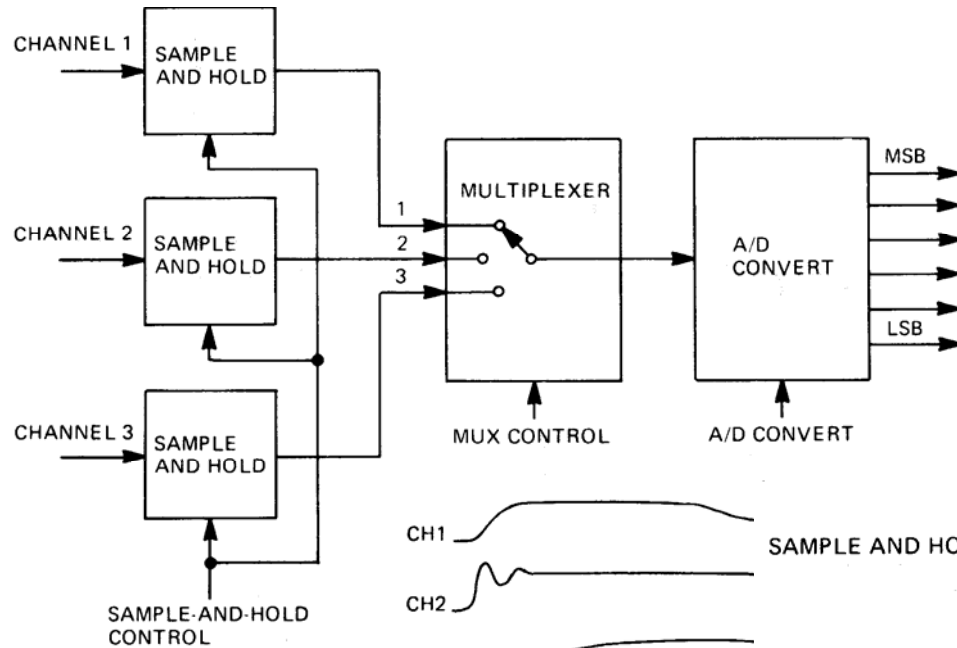 CHANNEL 1
SAMPLE
AND HOLD
CHANNEL 2
SAMPLE
AND HOLD
CHANNEL 3
SAMPLE
AND HOLD
SAMPLE-AND-HOLD
CONTROL
1
2
3
MULTIPLEXER
MUX CONTROL
A/D
CONVERT
A/D CONVERT
MSB
LSB
CH1
CH2
SAMPLE AND HO